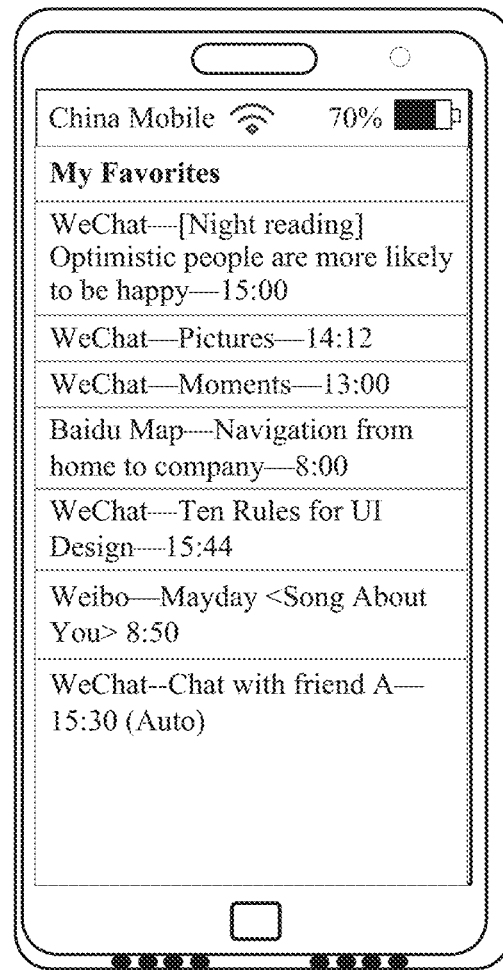 China Mobile 70%
My Favorites
WeChat----[Night reading]
Optimistic people are more likely
to be happy----15:00
WeChat----Pictures----14:12
WeChat----Moments----13:00
Baidu Map----Navigation from
home to company----8:00
WeChat----Ten Rules for UI
Design----15:44
Weibo----Mayday <Song About
You> 8:50
WeChat--Chat with friend A----
15:30 (Auto)